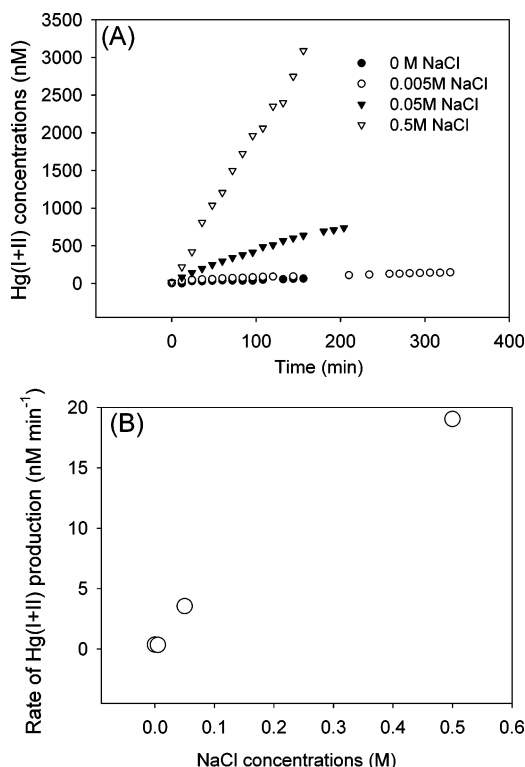 (A)
3500
3000
2500
2000
1500
1000
500
0
Hg(I+II) concentrations (nM)
0 M NaCl
0.005M NaCl
0.05M NaCl
0.5M NaCl
0 100 200 300 400
Time (min)
(B)
20
15
10
5
0
Rate of Hg(I+II) production (nM min⁻¹)
0.0 0.1 0.2 0.3 0.4 0.5 0.6
NaCl concentrations (M)